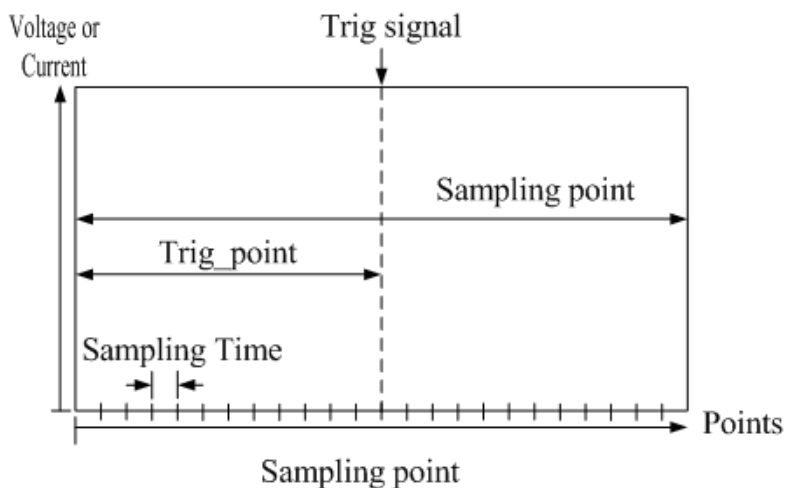 Voltage or
Current
Trig signal
Sampling point
Trig_point
Sampling Time
Points
Sampling point